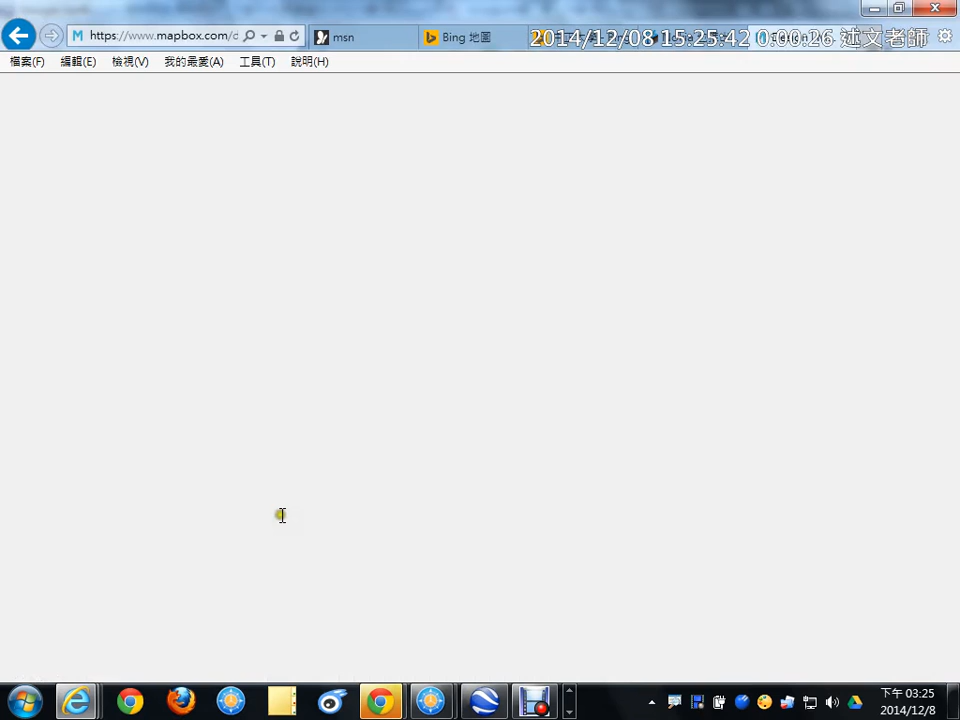 https://www.mapbox.com/d
msn
Bing 地圖
2014/12/08 15:25:42 0:00:26 述文老師
檔案(F) 編輯(E) 檢視(V) 我的最愛(A) 工具(T) 說明(H)
下午 03:25
2014/12/8